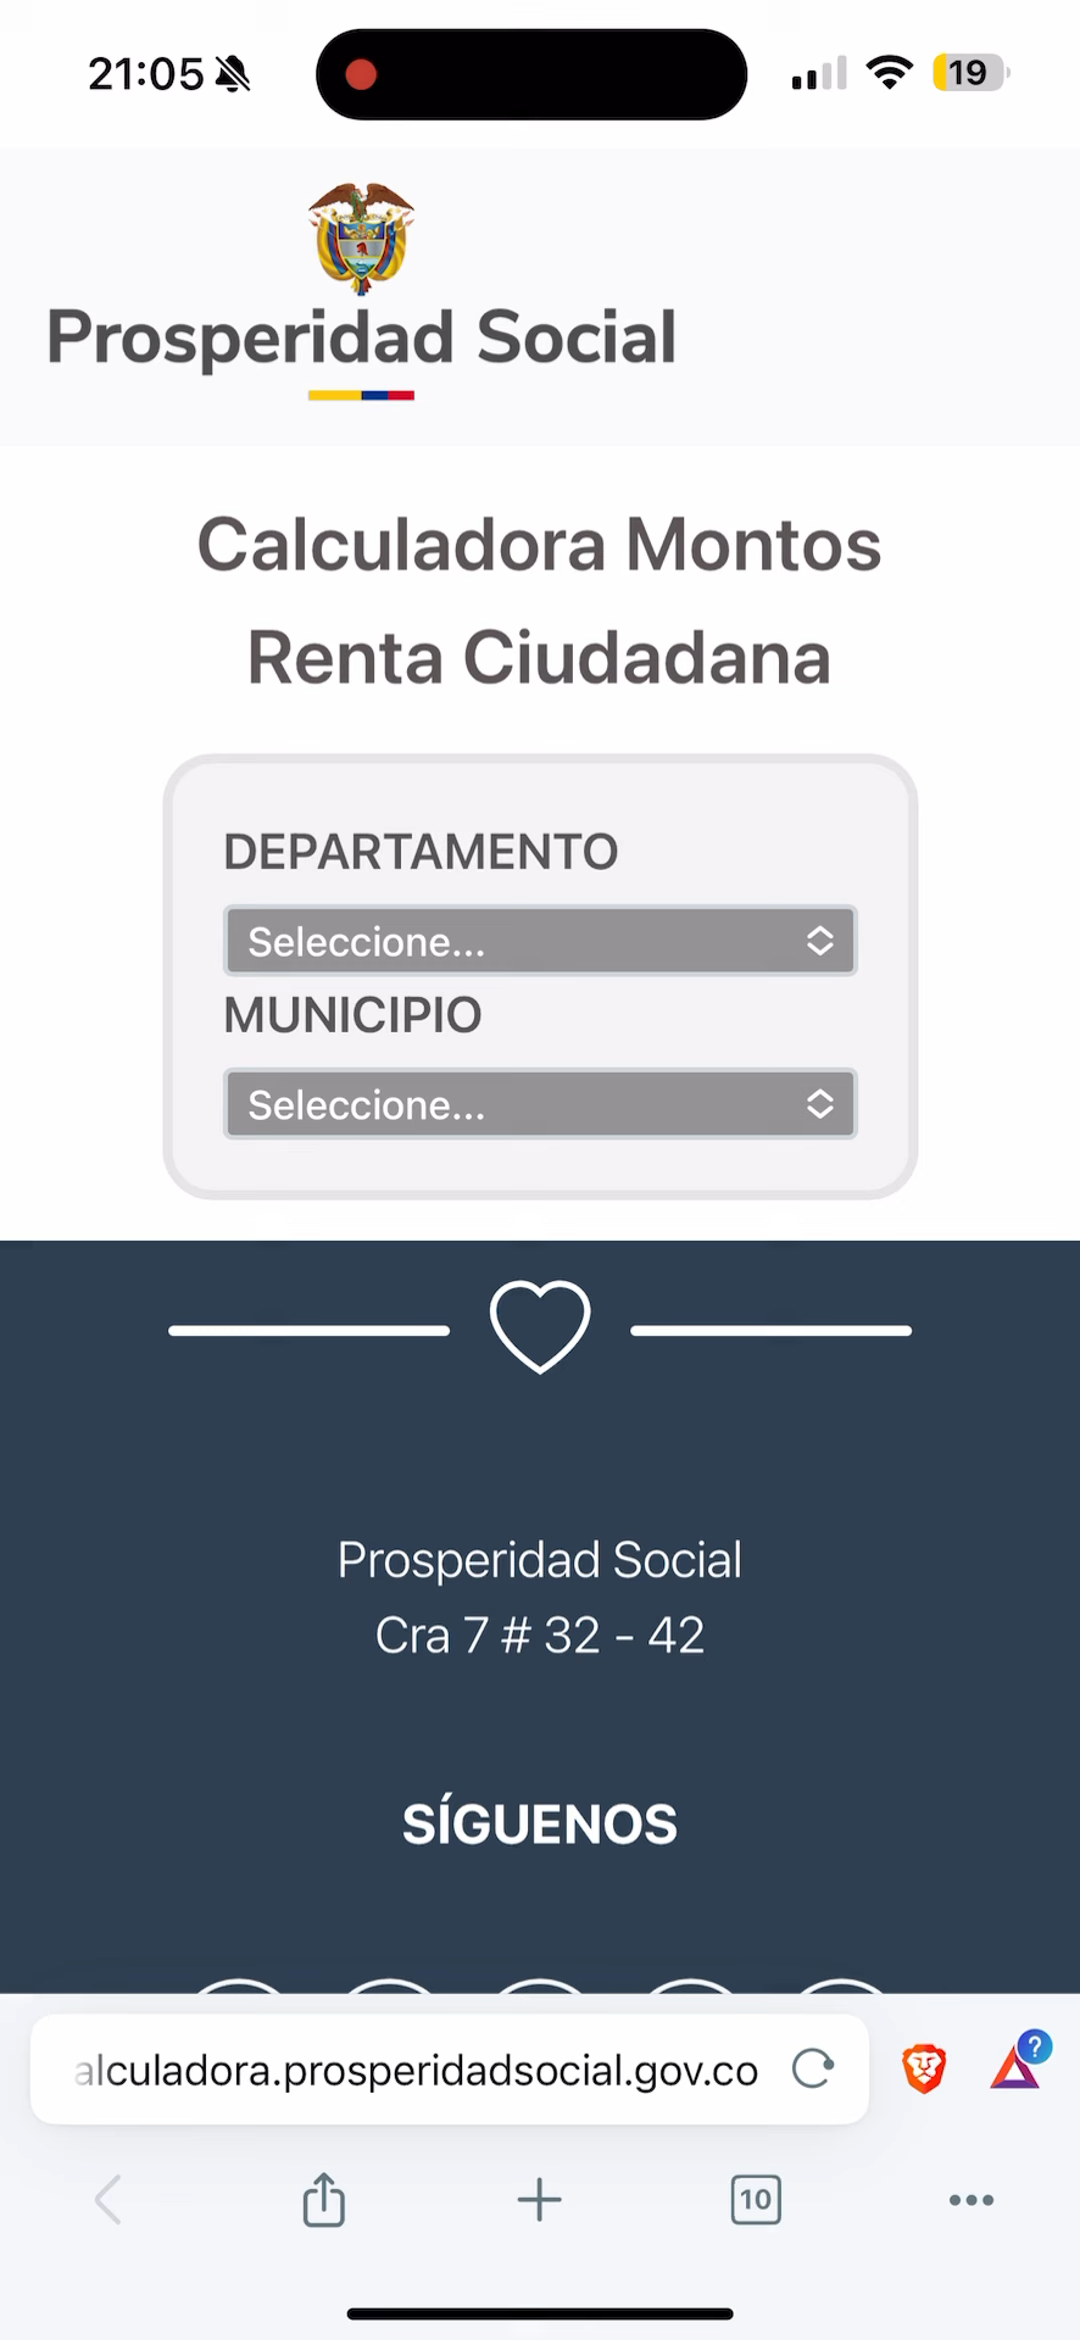 21:05
19
Prosperidad Social
Calculadora Montos
Renta Ciudadana
DEPARTAMENTO
Seleccione...
MUNICIPIO
Seleccione...
Prosperidad Social
Cra 7 # 32 - 42
SÍGUENOS
alculadora.prosperidadsocial.gov.co
?
10